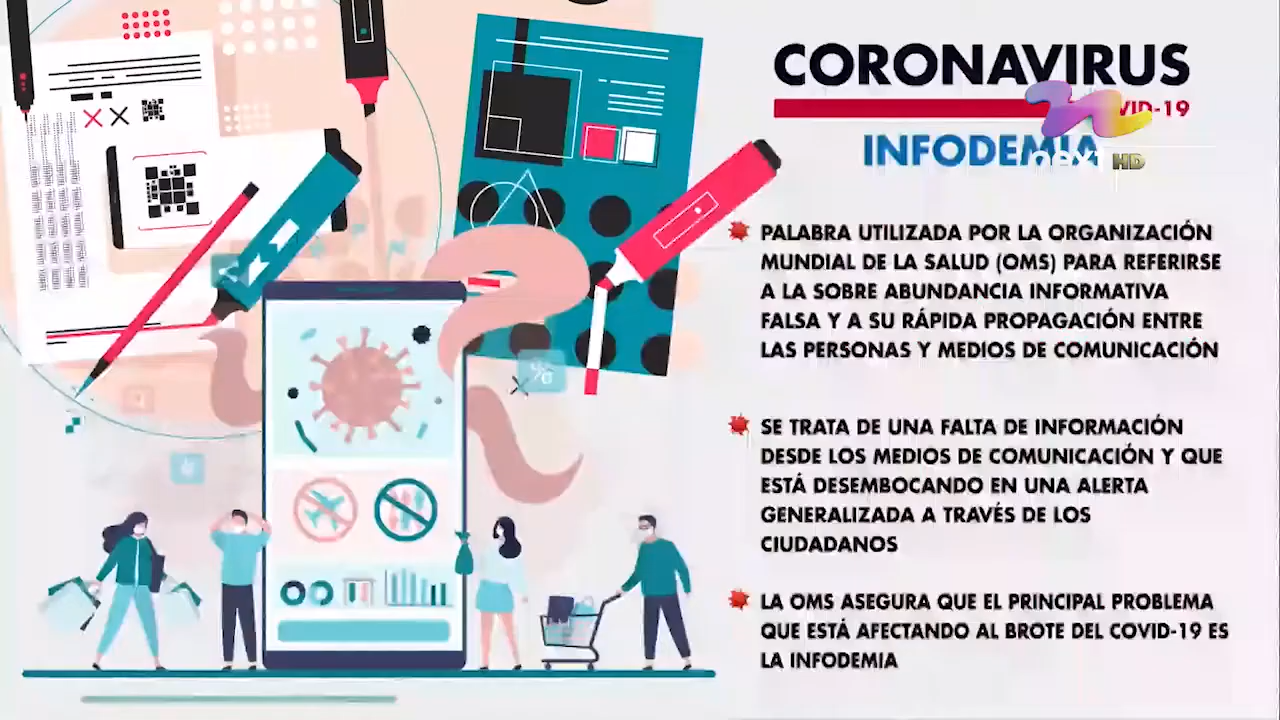 CORONAVIRUS
VID-19
INFODEMIA
next HD
PALABRA UTILIZADA POR LA ORGANIZACIÓN
MUNDIAL DE LA SALUD (OMS) PARA REFERIRSE
A LA SOBRE ABUNDANCIA INFORMATIVA
FALSA Y A SU RÁPIDA PROPAGACIÓN ENTRE
LAS PERSONAS Y MEDIOS DE COMUNICACIÓN
SE TRATA DE UNA FALTA DE INFORMACIÓN
DESDE LOS MEDIOS DE COMUNICACIÓN Y QUE
ESTÁ DESEMBOCANDO EN UNA ALERTA
GENERALIZADA A TRAVÉS DE LOS
CIUDADANOS
LA OMS ASEGURA QUE EL PRINCIPAL PROBLEMA
QUE ESTÁ AFECTANDO AL BROTE DEL COVID-19 ES
LA INFODEMIA